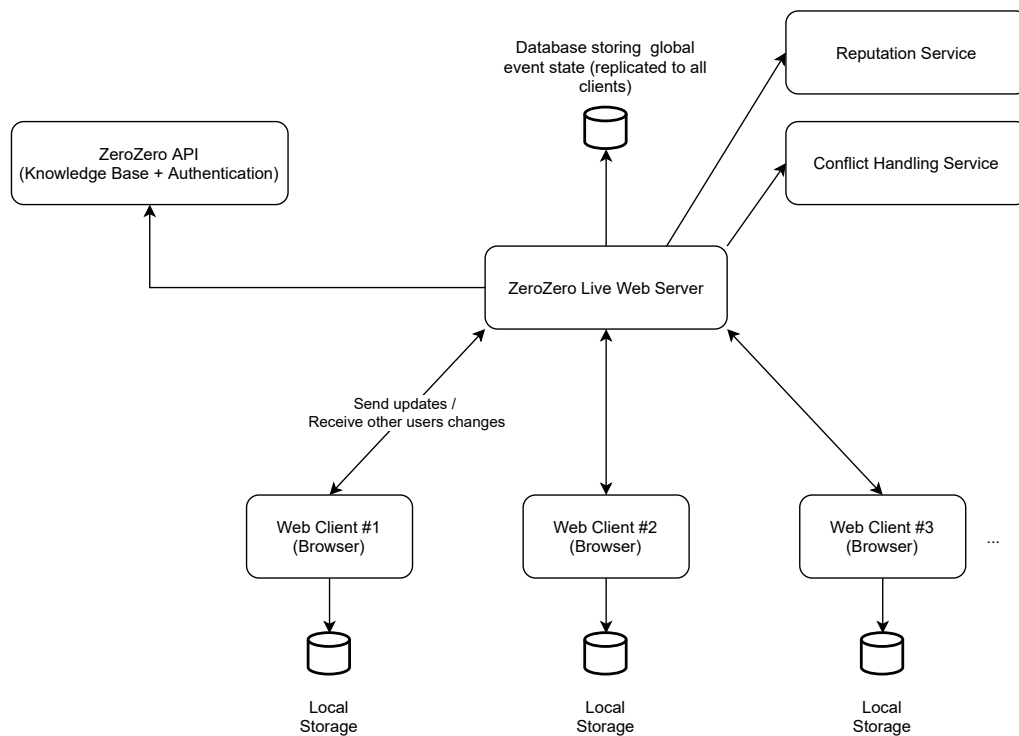 Database storing global
event state (replicated to all
clients)
Reputation Service
ZeroZero API
(Knowledge Base + Authentication)
Conflict Handling Service
ZeroZero Live Web Server
Send updates /
Receive other users changes
Web Client #1
(Browser)
Web Client #2
(Browser)
Web Client #3
(Browser)
...
Local
Storage
Local
Storage
Local
Storage